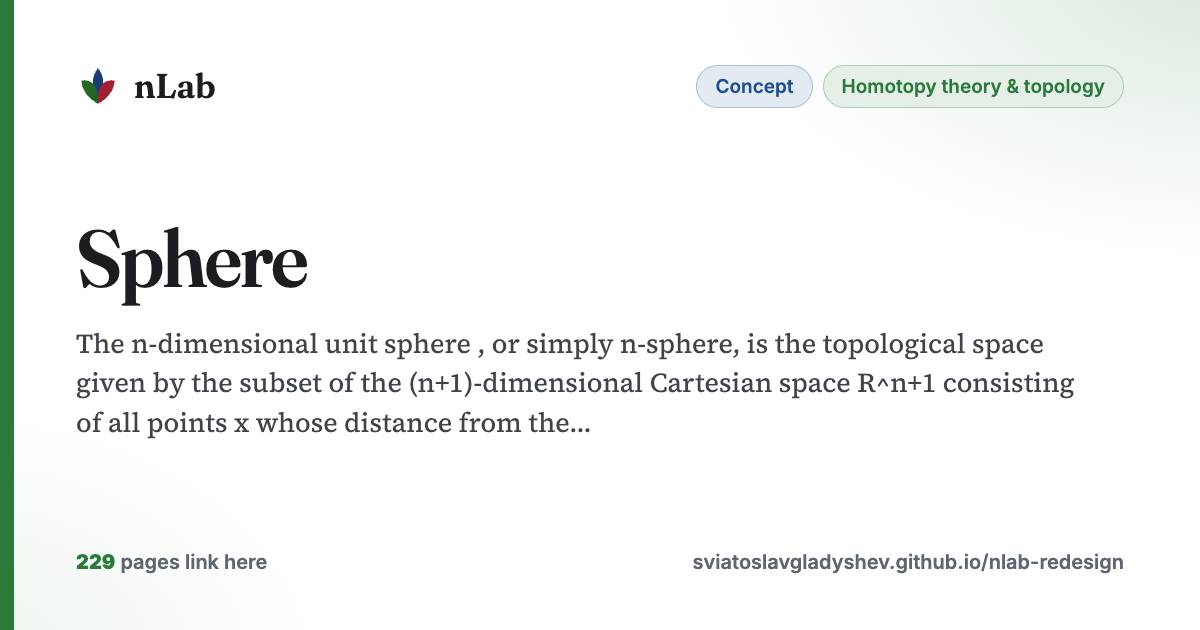 nLab
Concept
Homotopy theory & topology
Sphere
The n-dimensional unit sphere , or simply n-sphere, is the topological space
given by the subset of the (n+1)-dimensional Cartesian space R^n+1 consisting
of all points x whose distance from the...
229 pages link here
sviatoslavgladyshev.github.io/nlab-redesign